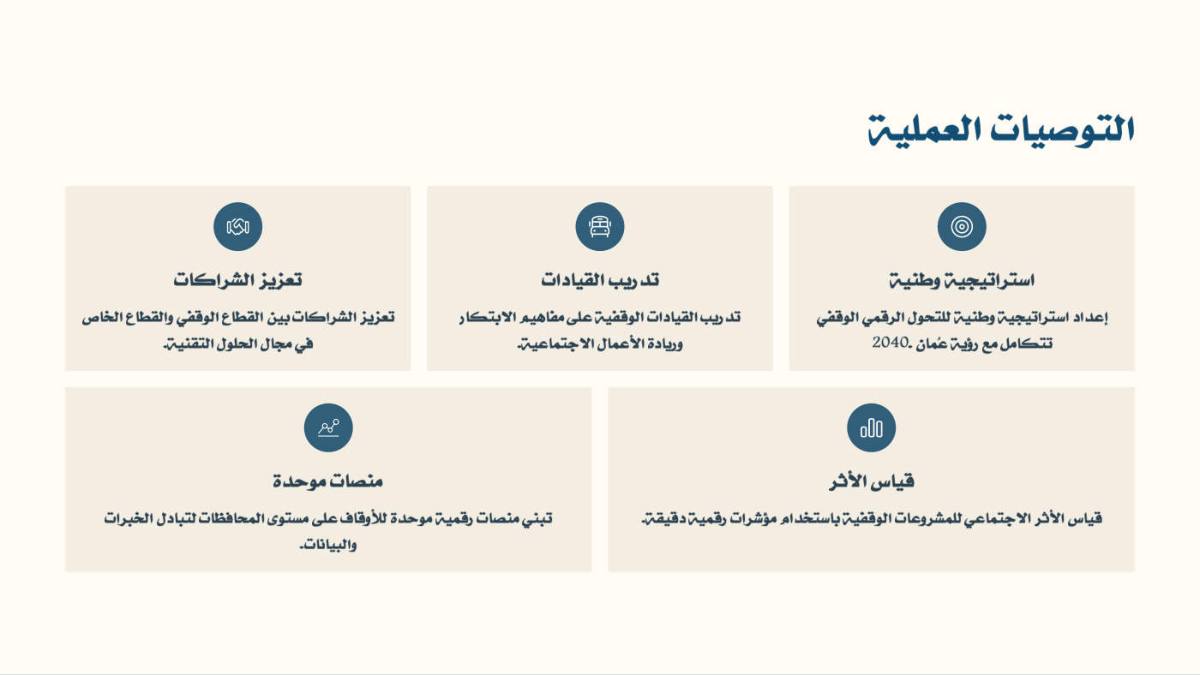 التوصيات العملية
استراتيجية وطنية
إعداد استراتيجية وطنية للتحول الرقمي الوقفي
تتكامل مع رؤية عُمان 2040.
تدريب القيادات
تدريب القيادات الوقفية على مفاهيم الابتكار
وريادة الأعمال الاجتماعية.
تعزيز الشراكات
تعزيز الشراكات بين القطاع الوقفي والقطاع الخاص
في مجال الحلول التقنية.
قياس الأثر
قياس الأثر الاجتماعي للمشروعات الوقفية باستخدام مؤشرات رقمية دقيقة.
منصات موحدة
تبني منصات رقمية موحدة للأوقاف على مستوى المحافظات لتبادل الخبرات
والبيانات.